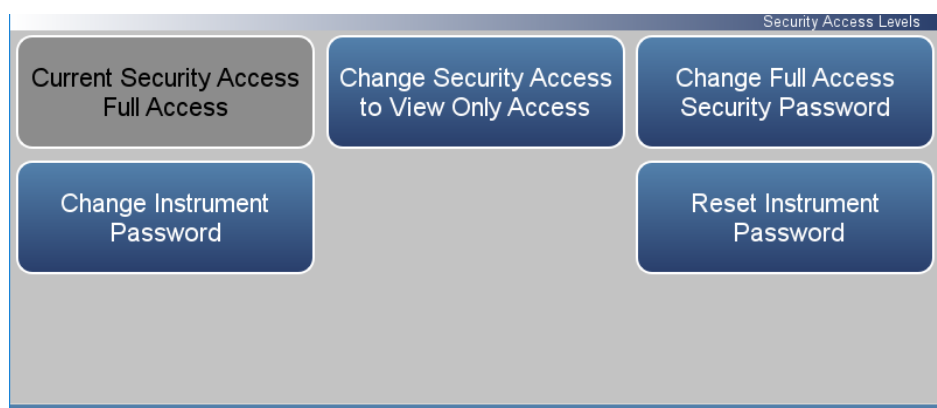 Security Access Levels
Current Security Access
Full Access
Change Security Access
to View Only Access
Change Full Access
Security Password
Change Instrument
Password
Reset Instrument
Password